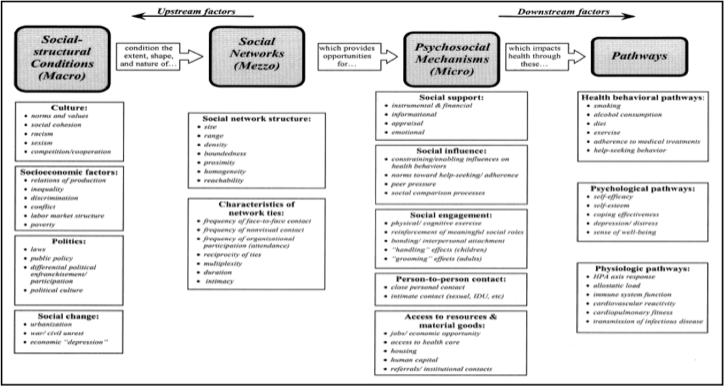 Upstream factors
Downstream factors
Social-
structural
Conditions
(Macro)
condition the
extent, shape,
and nature of...
Social
Networks
(Mezzo)
which provides
opportunities
for...
Psychosocial
Mechanisms
(Micro)
which impacts
health through
these...
Pathways
Culture:
• norms and values
• social cohesion
• racism
• sexism
• competition/cooperation
Socioeconomic factors:
• relations of production
• inequality
• discrimination
• conflict
• labor market structure
• poverty
Politics:
• laws
• public policy
• differential political
enfranchisement/
participation
• political culture
Social change:
• urbanization
• war/ civil unrest
• economic "depression"
Social network structure:
• size
• range
• density
• boundedness
• proximity
• homogeneity
• reachability
Characteristics of
network ties:
• frequency of face-to-face contact
• frequency of nonvisual contact
• frequency of organizational
participation (attendance)
• reciprocity of ties
• multiplexity
• duration
• intimacy
Social support:
• instrumental & financial
• informational
• appraisal
• emotional
Social influence:
• constraining/enabling influences on
health behaviors
• norms toward help-seeking/ adherence
• peer pressure
• social comparison processes
Social engagement:
• physical/ cognitive exercise
• reinforcement of meaningful social roles
• bonding/ interpersonal attachment
• "handling" effects (children)
• "grooming" effects (adults)
Person-to-person contact:
• close personal contact
• intimate contact (sexual, IDU, etc)
Access to resources &
material goods:
• jobs/ economic opportunity
• access to health care
• housing
• human capital
• referrals/ institutional contacts
Health behavioral pathways:
• smoking
• alcohol consumption
• diet
• exercise
• adherence to medical treatments
• help-seeking behavior
Psychological pathways:
• self-efficacy
• self-esteem
• coping effectiveness
• depression/ distress
• sense of well-being
Physiologic pathways:
• HPA axis response
• allostatic load
• immune system function
• cardiovascular reactivity
• cardiopulmonary fitness
• transmission of infectious disease